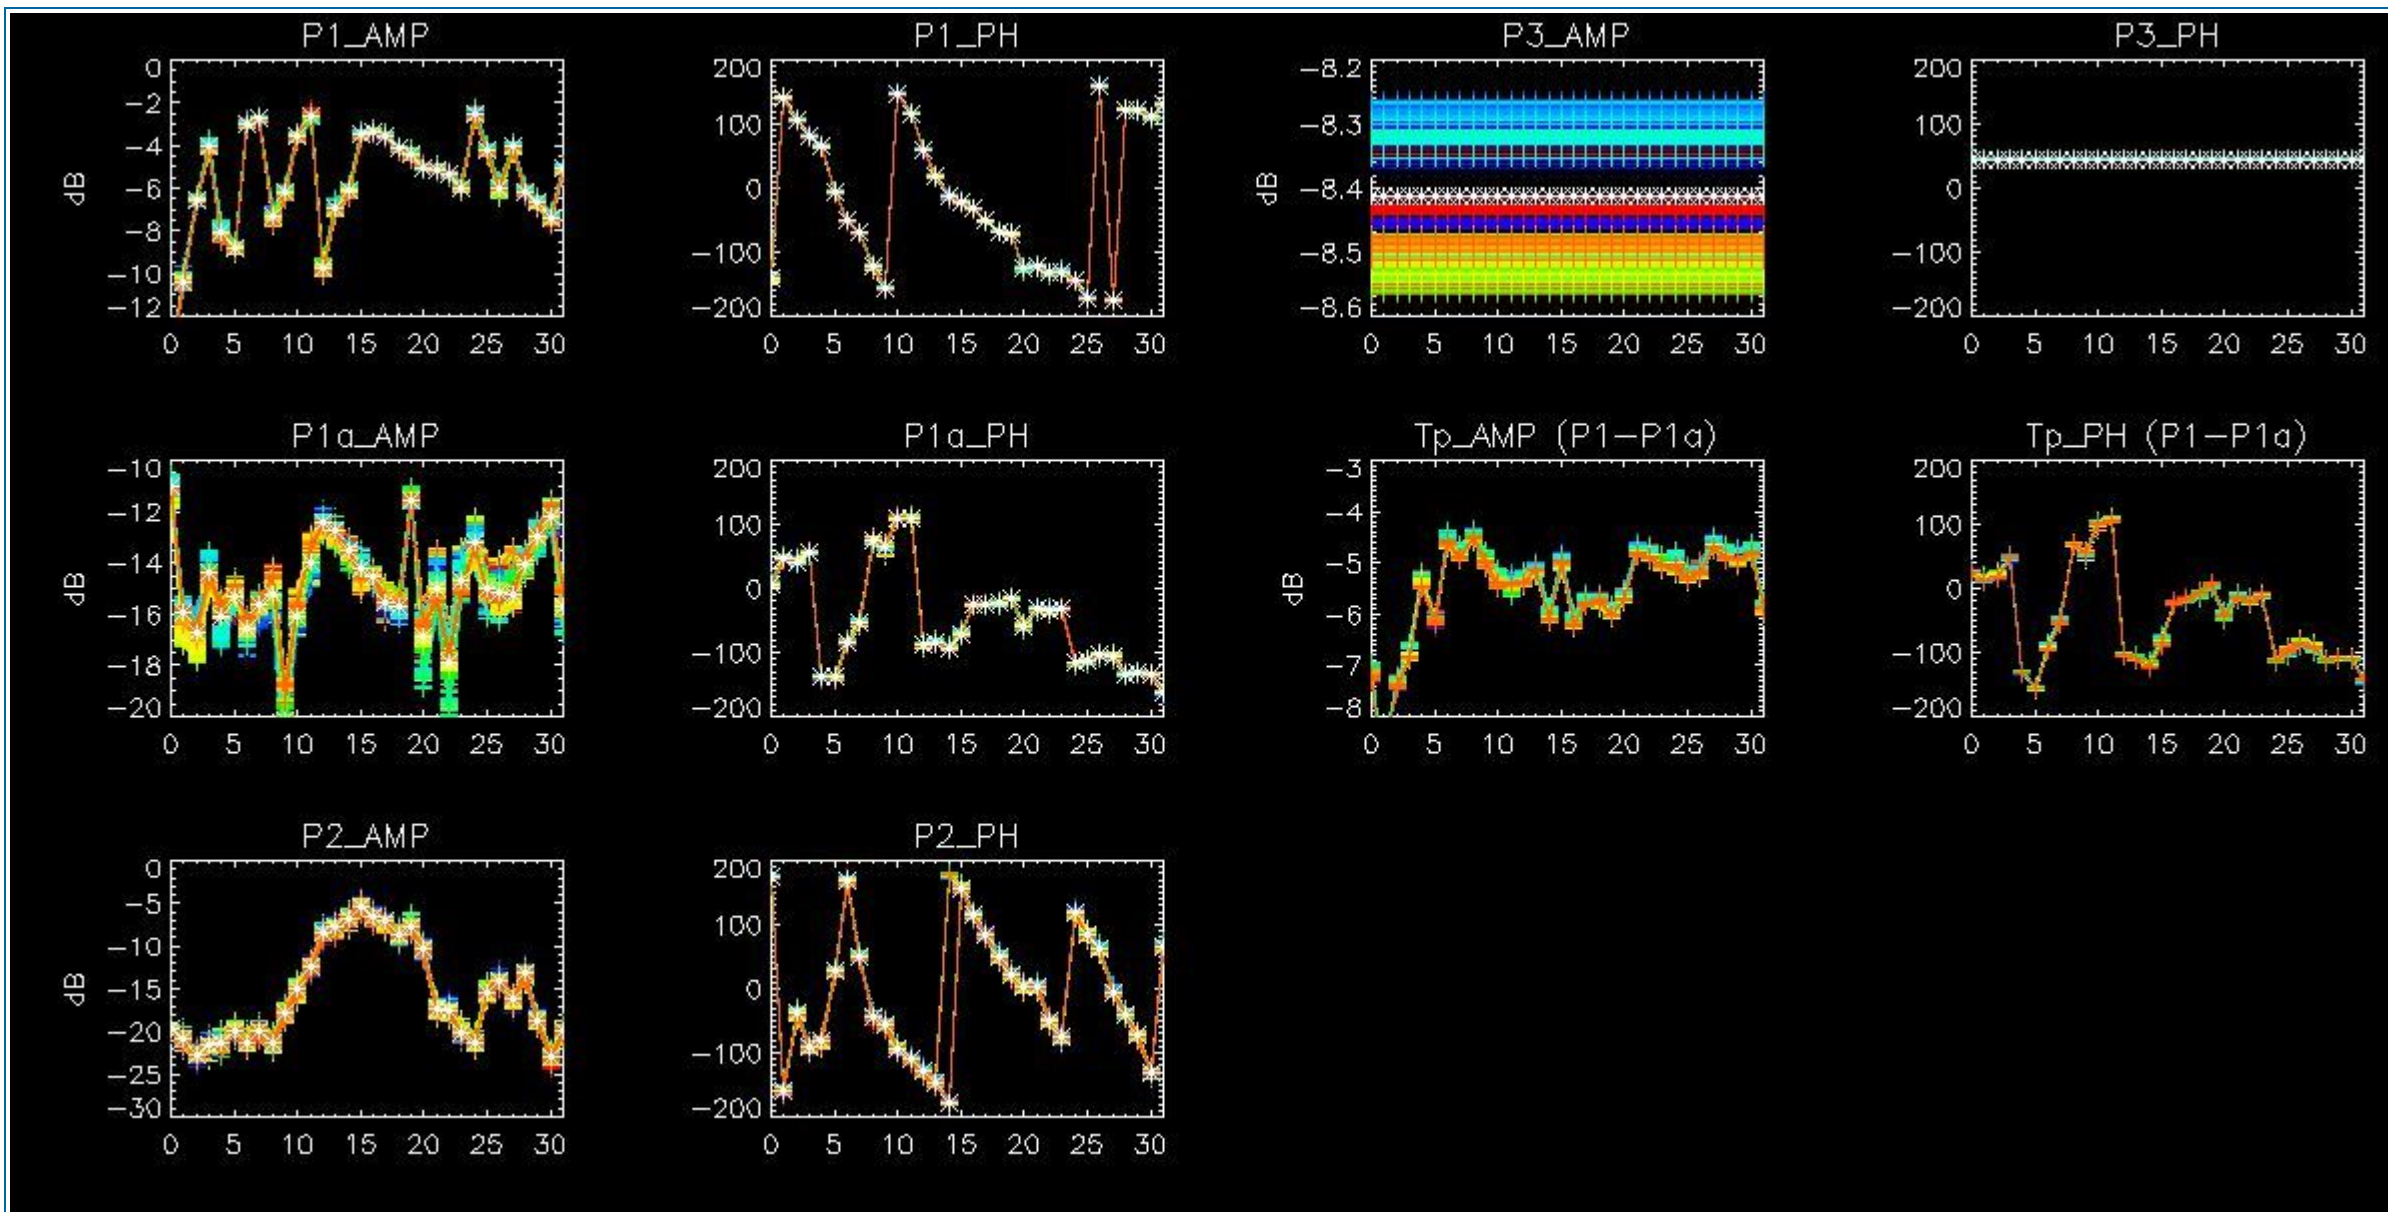 P1_AMP P1_PH P3_AMP P3_PH
0 200 −8.2 200
−2
100 −8.3 100
−4
dB −6 0 dB −8.4 0
−8
−100 −8.5 −100
−10
−12 −200 −8.6 −200
0 5 10 15 20 25 30 0 5 10 15 20 25 30 0 5 10 15 20 25 30 0 5 10 15 20 25 30
P1a_AMP P1a_PH Tp_AMP (P1−P1a) Tp_PH (P1−P1a)
−10 200 −3 200
−12 100 −4 100
dB −14 0 dB −5 0
−16 −6
−18 −100 −7 −100
−20 −200 −8 −200
0 5 10 15 20 25 30 0 5 10 15 20 25 30 0 5 10 15 20 25 30 0 5 10 15 20 25 30
P2_AMP P2_PH
0 200
−5 100
−10
dB −15 0
−20 −100
−25
−30 −200
0 5 10 15 20 25 30 0 5 10 15 20 25 30